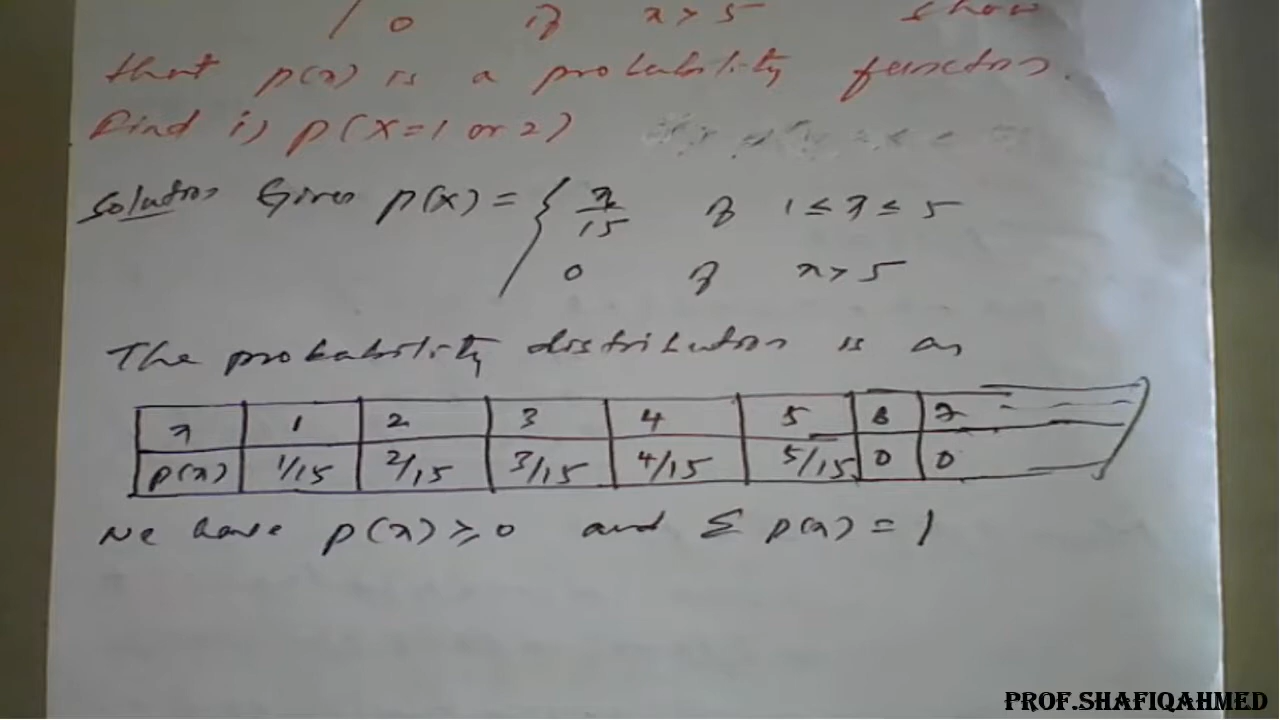 0 if x > 5 show
that p(x) is a probability function.
Find i) p(X=1 or 2)
Solution Given p(x) = { x/15 if 1 ≤ x ≤ 5
0 if x > 5
The probability distribution is as
x 1 2 3 4 5 6 7
p(x) 1/15 2/15 3/15 4/15 5/15 0 0
We have p(x) ≥ 0 and Σ p(x) = 1
PROF.SHAFIQAHMED